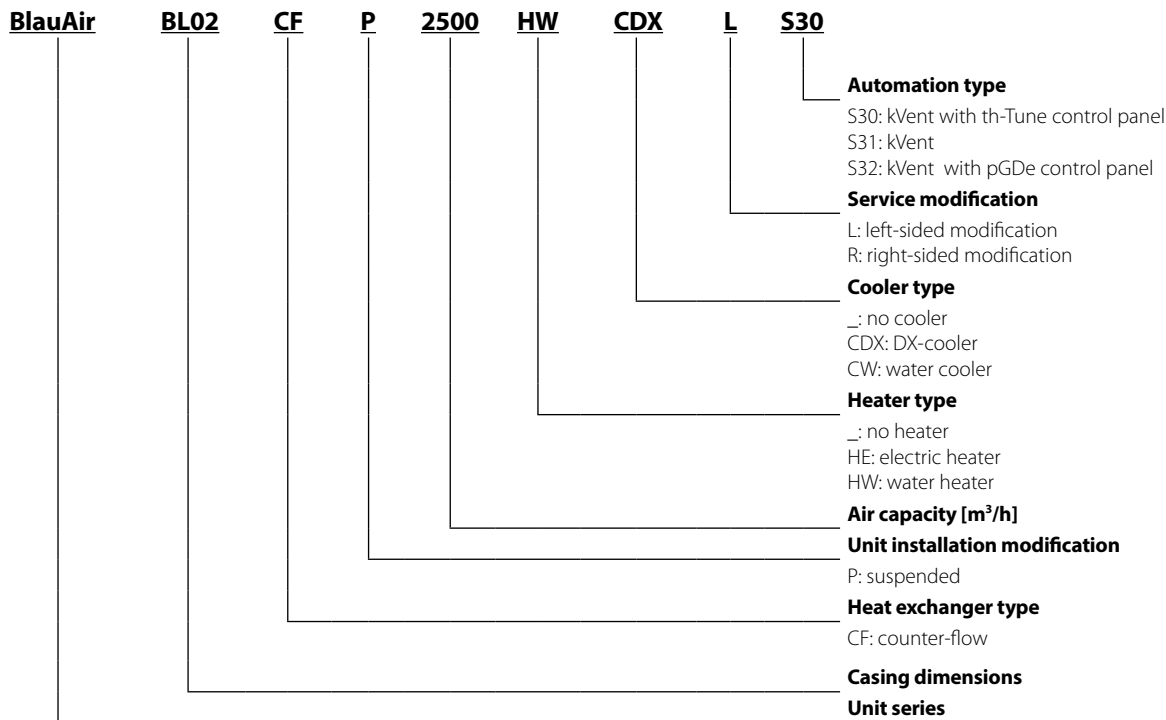 BlauAir BL02 CF P 2500 HW CDX L S30
Automation type
S30: kVent with th-Tune control panel
S31: kVent
S32: kVent with pGDe control panel
Service modification
L: left-sided modification
R: right-sided modification
Cooler type
_: no cooler
CDX: DX-cooler
CW: water cooler
Heater type
_: no heater
HE: electric heater
HW: water heater
Air capacity [m³/h]
Unit installation modification
P: suspended
Heat exchanger type
CF: counter-flow
Casing dimensions
Unit series